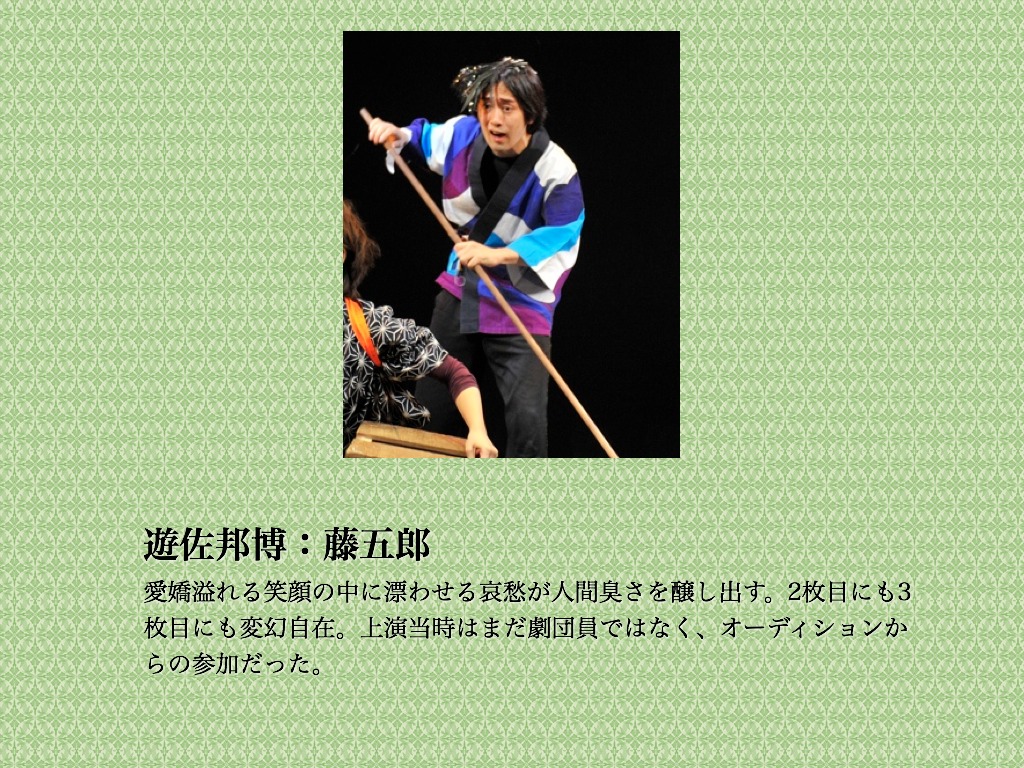 遊佐邦博：藤五郎
愛嬌溢れる笑顔の中に漂わせる哀愁が人間臭さを醸し出す。2枚目にも3
枚目にも変幻自在。上演当時はまだ劇団員ではなく、オーディションか
らの参加だった。